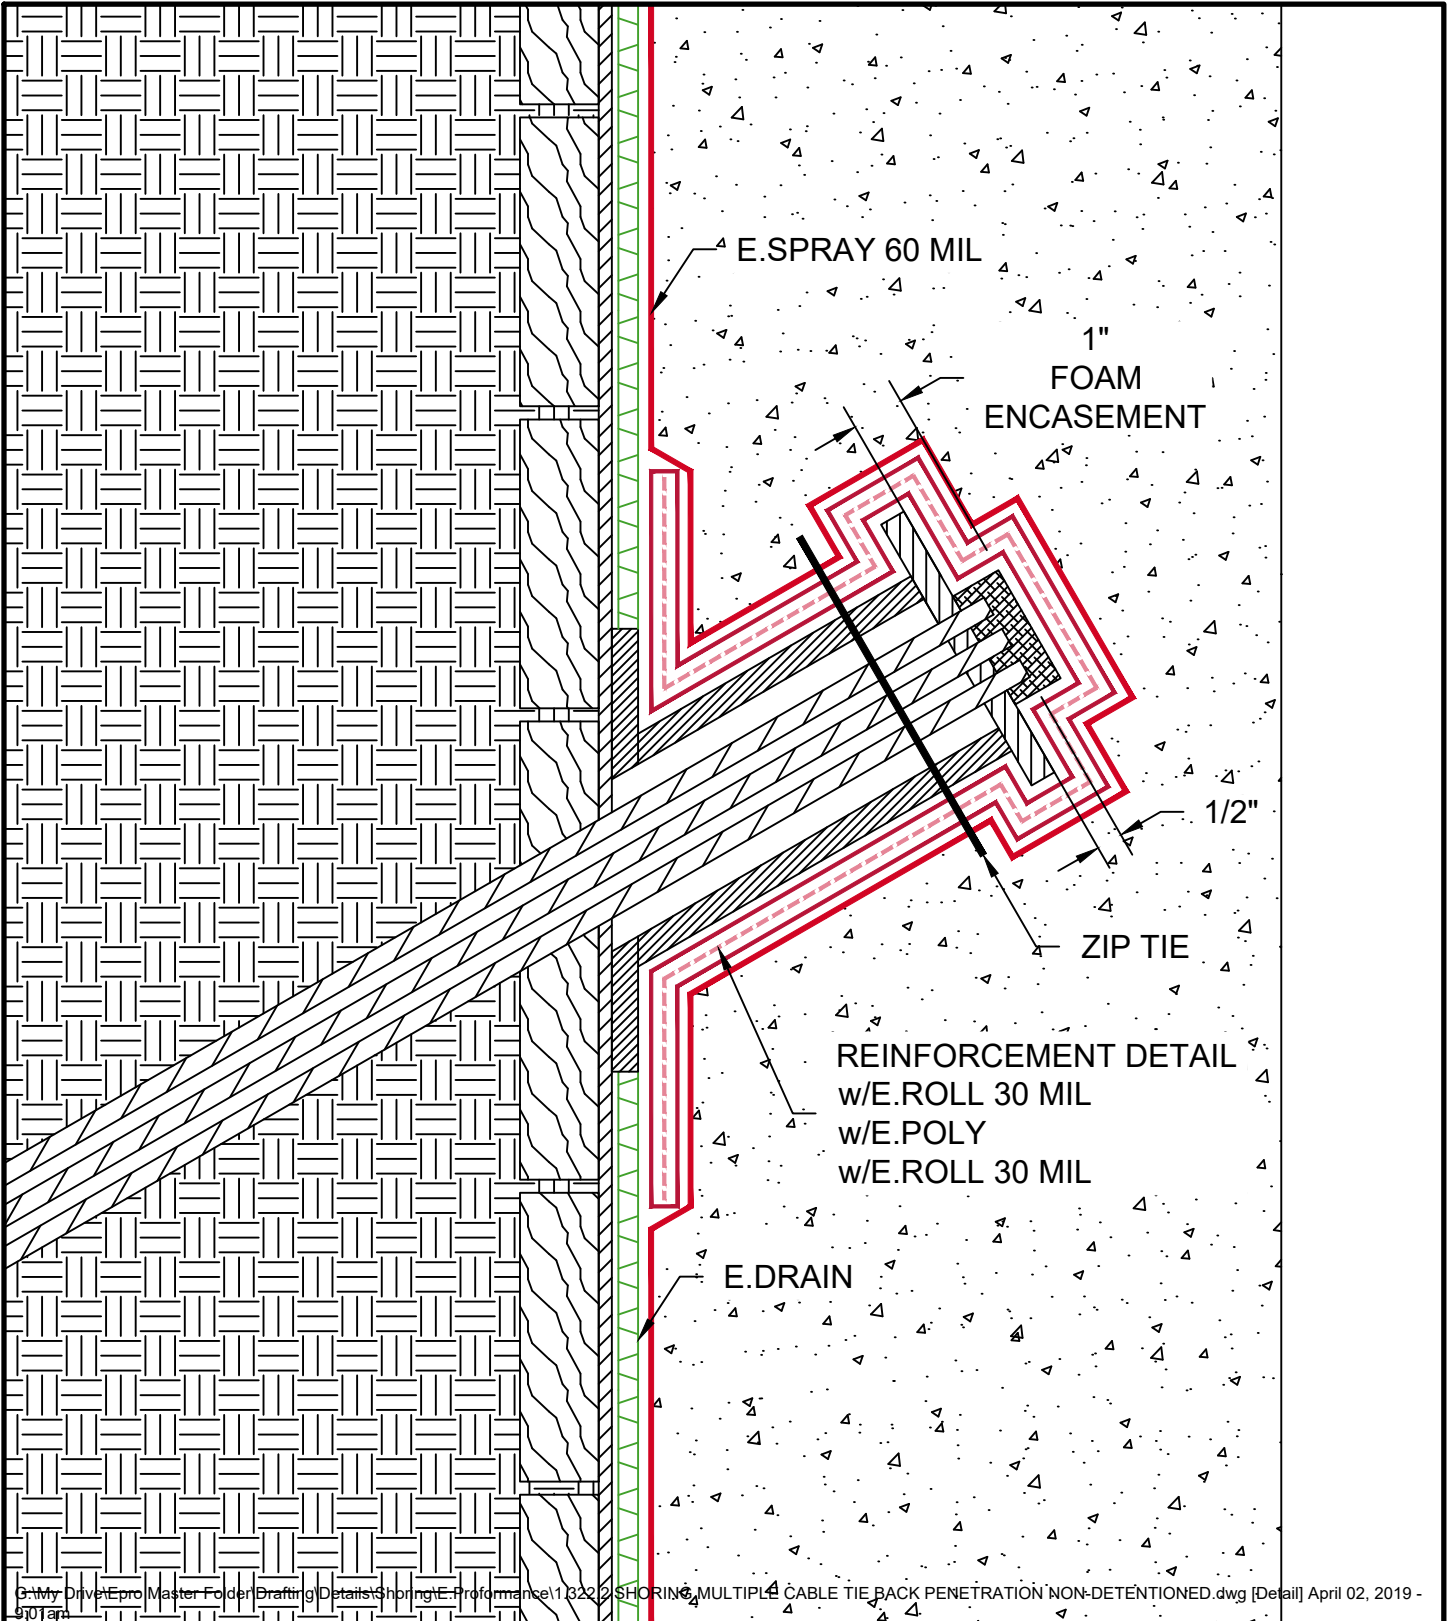 E.SPRAY 60 MIL
1"
FOAM
ENCASEMENT
1/2"
ZIP TIE
REINFORCEMENT DETAIL
w/E.ROLL 30 MIL
w/E.POLY
w/E.ROLL 30 MIL
E.DRAIN
G:\My Drive\Epro Master Folder\Drafting\Details\Shoring\E.Proformance\1.322.2 SHORING MULTIPLE CABLE TIE BACK PENETRATION NON-DETENTIONED.dwg [Detail] April 02, 2019 -
9:01am